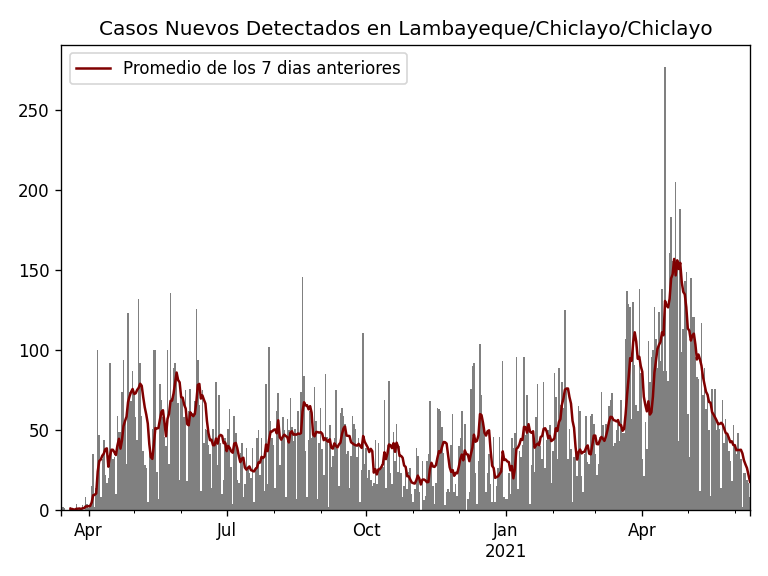 Casos Nuevos Detectados en Lambayeque/Chiclayo/Chiclayo
Promedio de los 7 dias anteriores
250
200
150
100
50
0
Apr Jul Oct Jan Apr
2021